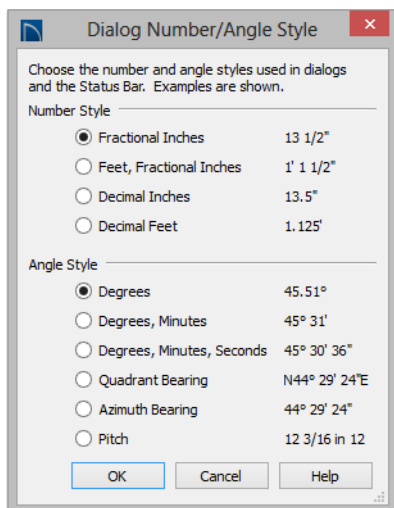 Dialog Number/Angle Style
Choose the number and angle styles used in dialogs
and the Status Bar.  Examples are shown.
Number Style
Fractional Inches 13 1/2"
Feet, Fractional Inches 1' 1 1/2"
Decimal Inches 13.5"
Decimal Feet 1.125'
Angle Style
Degrees 45.51°
Degrees, Minutes 45° 31'
Degrees, Minutes, Seconds 45° 30' 36"
Quadrant Bearing N44° 29' 24"E
Azimuth Bearing 44° 29' 24"
Pitch 12 3/16 in 12
OK Cancel Help